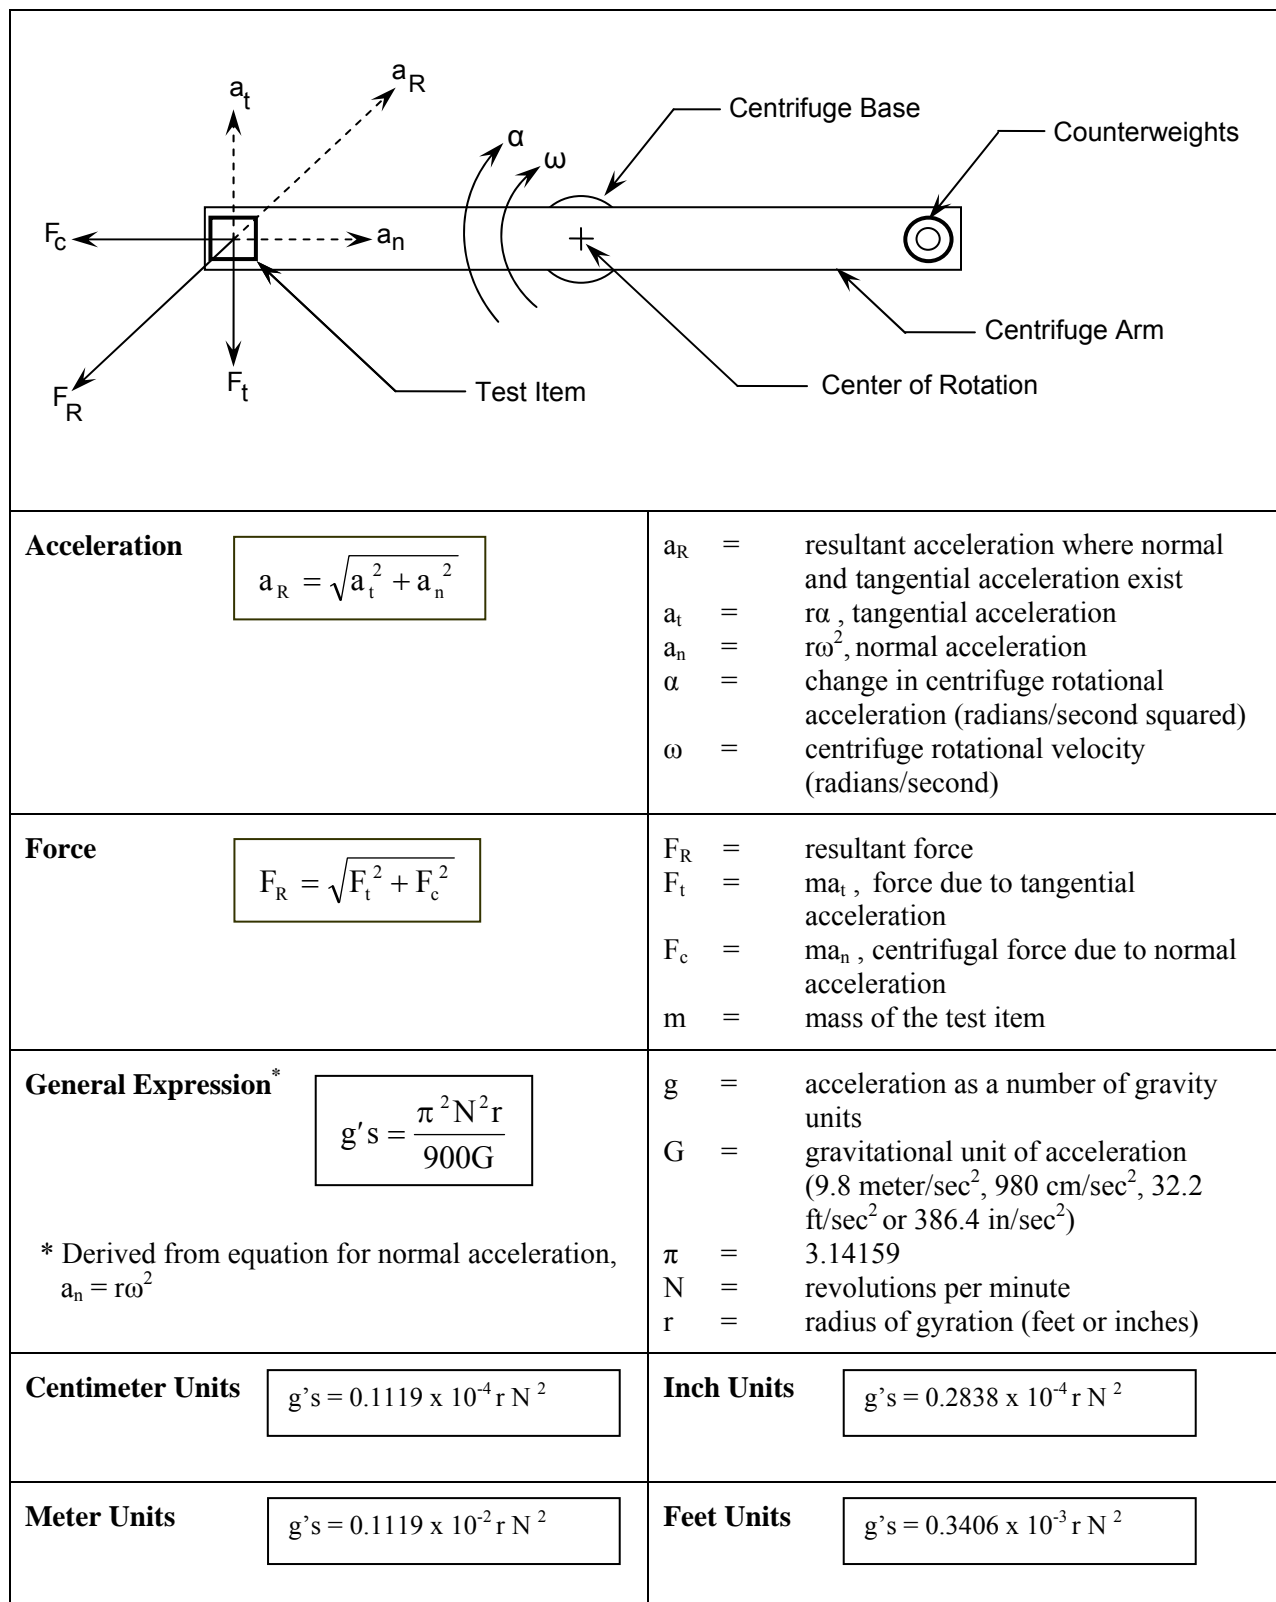 a_t
a_R
Centrifuge Base
Counterweights
α
ω
F_c
a_n
Centrifuge Arm
F_R
F_t
Test Item
Center of Rotation
Acceleration
a_R = √(a_t² + a_n²)
a_R = resultant acceleration where normal
and tangential acceleration exist
a_t = rα , tangential acceleration
a_n = rω², normal acceleration
α = change in centrifuge rotational
acceleration (radians/second squared)
ω = centrifuge rotational velocity
(radians/second)
Force
F_R = √(F_t² + F_c²)
F_R = resultant force
F_t = ma_t , force due to tangential
acceleration
F_c = ma_n , centrifugal force due to normal
acceleration
m = mass of the test item
General Expression*
g's = π²N²r / 900G
* Derived from equation for normal acceleration,
a_n = rω²
g = acceleration as a number of gravity
units
G = gravitational unit of acceleration
(9.8 meter/sec², 980 cm/sec², 32.2
ft/sec² or 386.4 in/sec²)
π = 3.14159
N = revolutions per minute
r = radius of gyration (feet or inches)
Centimeter Units g's = 0.1119 x 10⁻⁴ r N ²
Inch Units g's = 0.2838 x 10⁻⁴ r N ²
Meter Units g's = 0.1119 x 10⁻² r N ²
Feet Units g's = 0.3406 x 10⁻³ r N ²